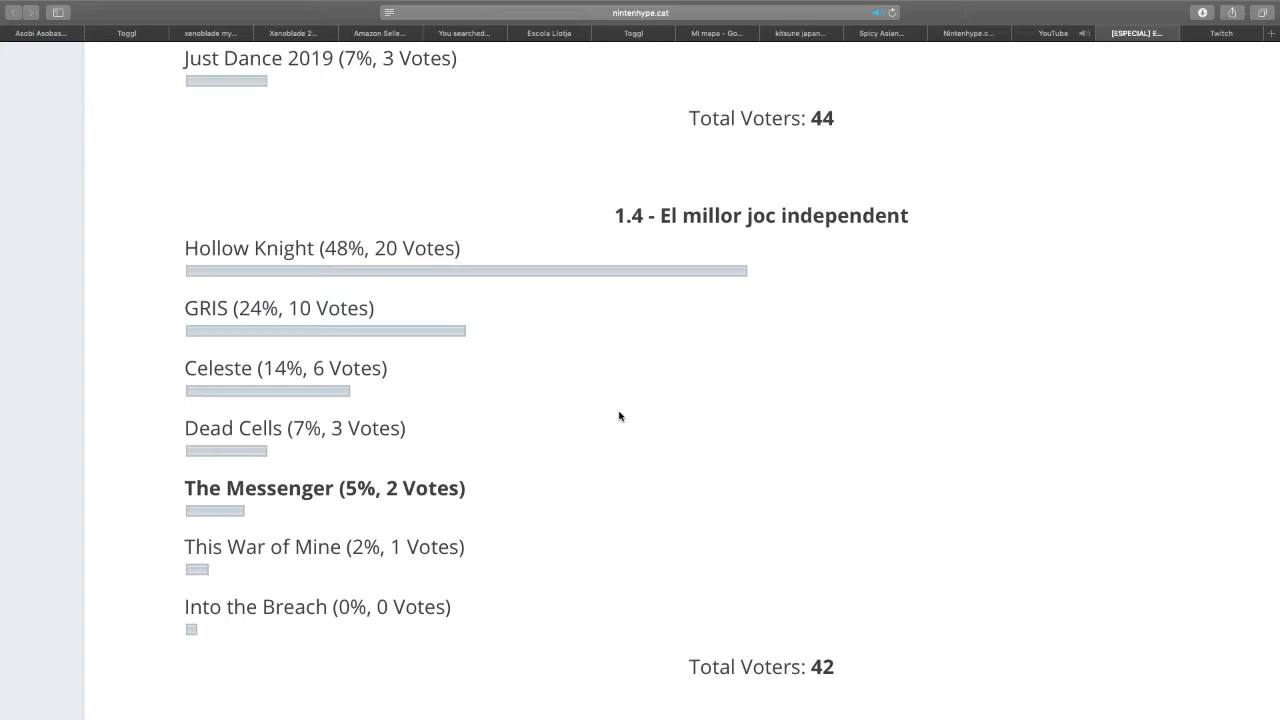 nintenhype.cat
Asobi Asobas... Toggl xenoblade my... Xenoblade 2... Amazon Selle... You searched... Escola Llotja Toggl Mi mapa - Go... kitsune japan... Spicy Asian... Nintenhype.c... YouTube [ESPECIAL] E... Twitch
Just Dance 2019 (7%, 3 Votes)
Total Voters: 44
1.4 - El millor joc independent
Hollow Knight (48%, 20 Votes)
GRIS (24%, 10 Votes)
Celeste (14%, 6 Votes)
Dead Cells (7%, 3 Votes)
The Messenger (5%, 2 Votes)
This War of Mine (2%, 1 Votes)
Into the Breach (0%, 0 Votes)
Total Voters: 42